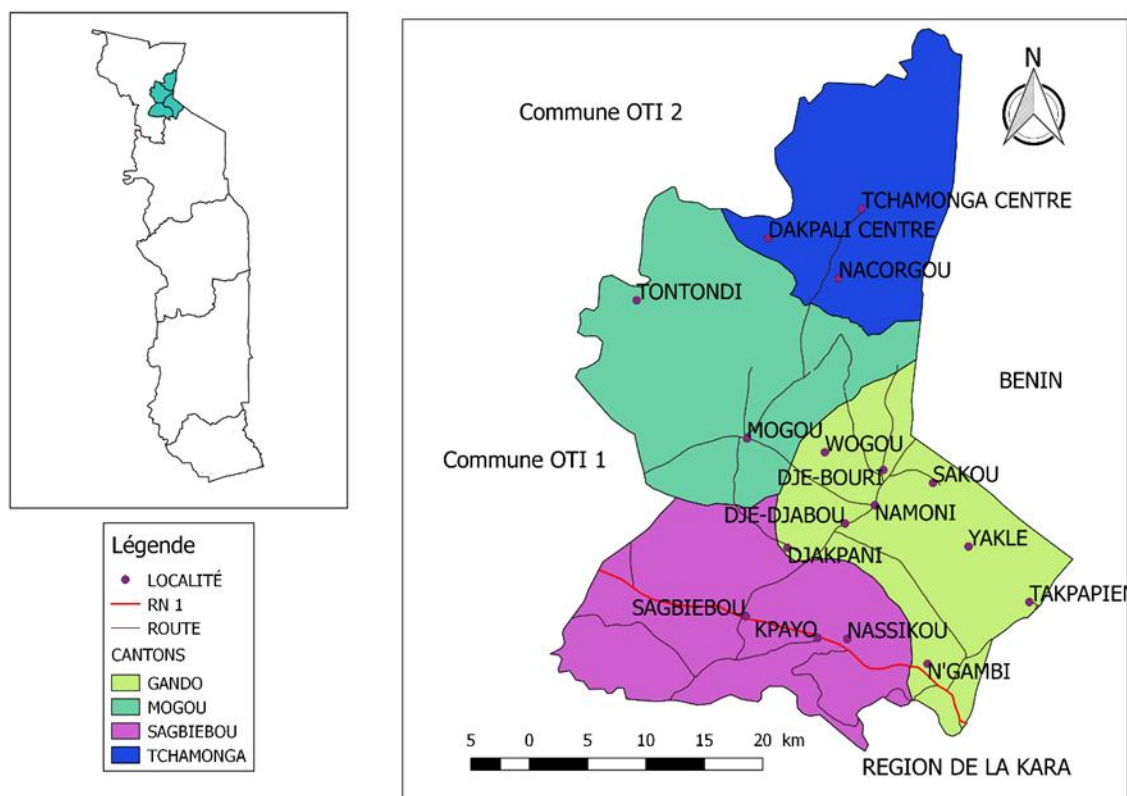 N
Commune OTI 2
TCHAMONGA CENTRE
DAKPALI CENTRE
NACORGOU
TONTONDI
BENIN
MOGOU
WOGOU
Commune OTI 1
DJE-BOURI
SAKOU
DJE-DJABOU
NAMONI
YAKLE
DJAKPANI
TAKPAPIEN
SAGBIEBOU
KPAYO
NASSIKOU
N'GAMBI
5 0 5 10 15 20 km
REGION DE LA KARA
Légende
LOCALITÉ
RN 1
ROUTE
CANTONS
GANDO
MOGOU
SAGBIEBOU
TCHAMONGA